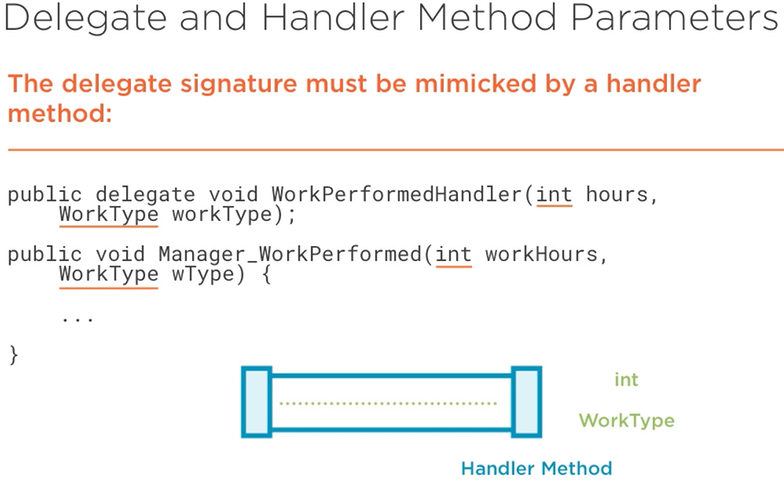 Delegate and Handler Method Parameters
The delegate signature must be mimicked by a handler
method:
public delegate void WorkPerformedHandler(int hours,
WorkType workType);
public void Manager_WorkPerformed(int workHours,
WorkType wType) {
...
}
int
WorkType
Handler Method